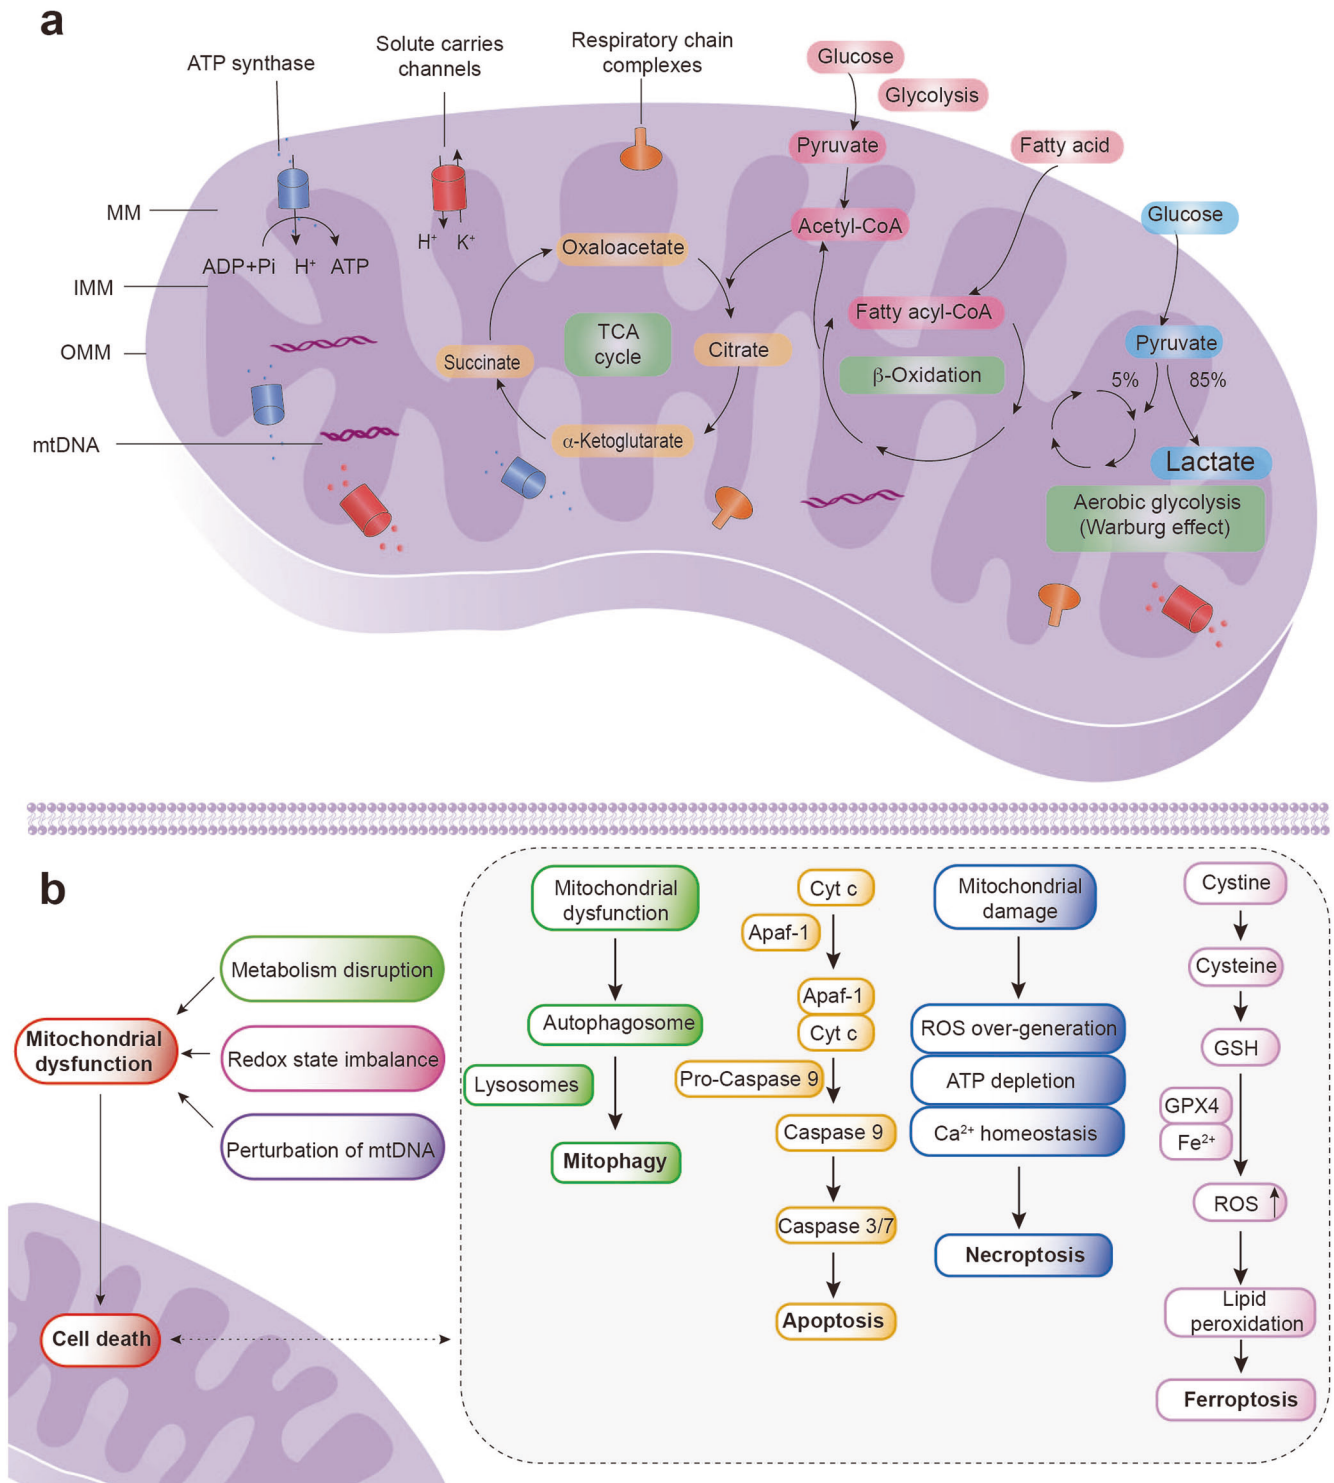 a
ATP synthase
Solute carries
channels
Respiratory chain
complexes
Glucose
Glycolysis
Pyruvate
Fatty acid
Acetyl-CoA
Glucose
MM
IMM
OMM
mtDNA
ADP+Pi
H⁺
ATP
H⁺
K⁺
Oxaloacetate
TCA
cycle
Citrate
Succinate
α-Ketoglutarate
Fatty acyl-CoA
β-Oxidation
Pyruvate
5%
85%
Lactate
Aerobic glycolysis
(Warburg effect)
b
Metabolism disruption
Mitochondrial
dysfunction
Redox state imbalance
Perturbation of mtDNA
Cell death
Mitochondrial
dysfunction
Autophagosome
Lysosomes
Mitophagy
Cyt c
Apaf-1
Apaf-1
Cyt c
Pro-Caspase 9
Caspase 9
Caspase 3/7
Apoptosis
Mitochondrial
damage
ROS over-generation
ATP depletion
Ca²⁺ homeostasis
Necroptosis
Cystine
Cysteine
GSH
GPX4
Fe²⁺
ROS
Lipid
peroxidation
Ferroptosis